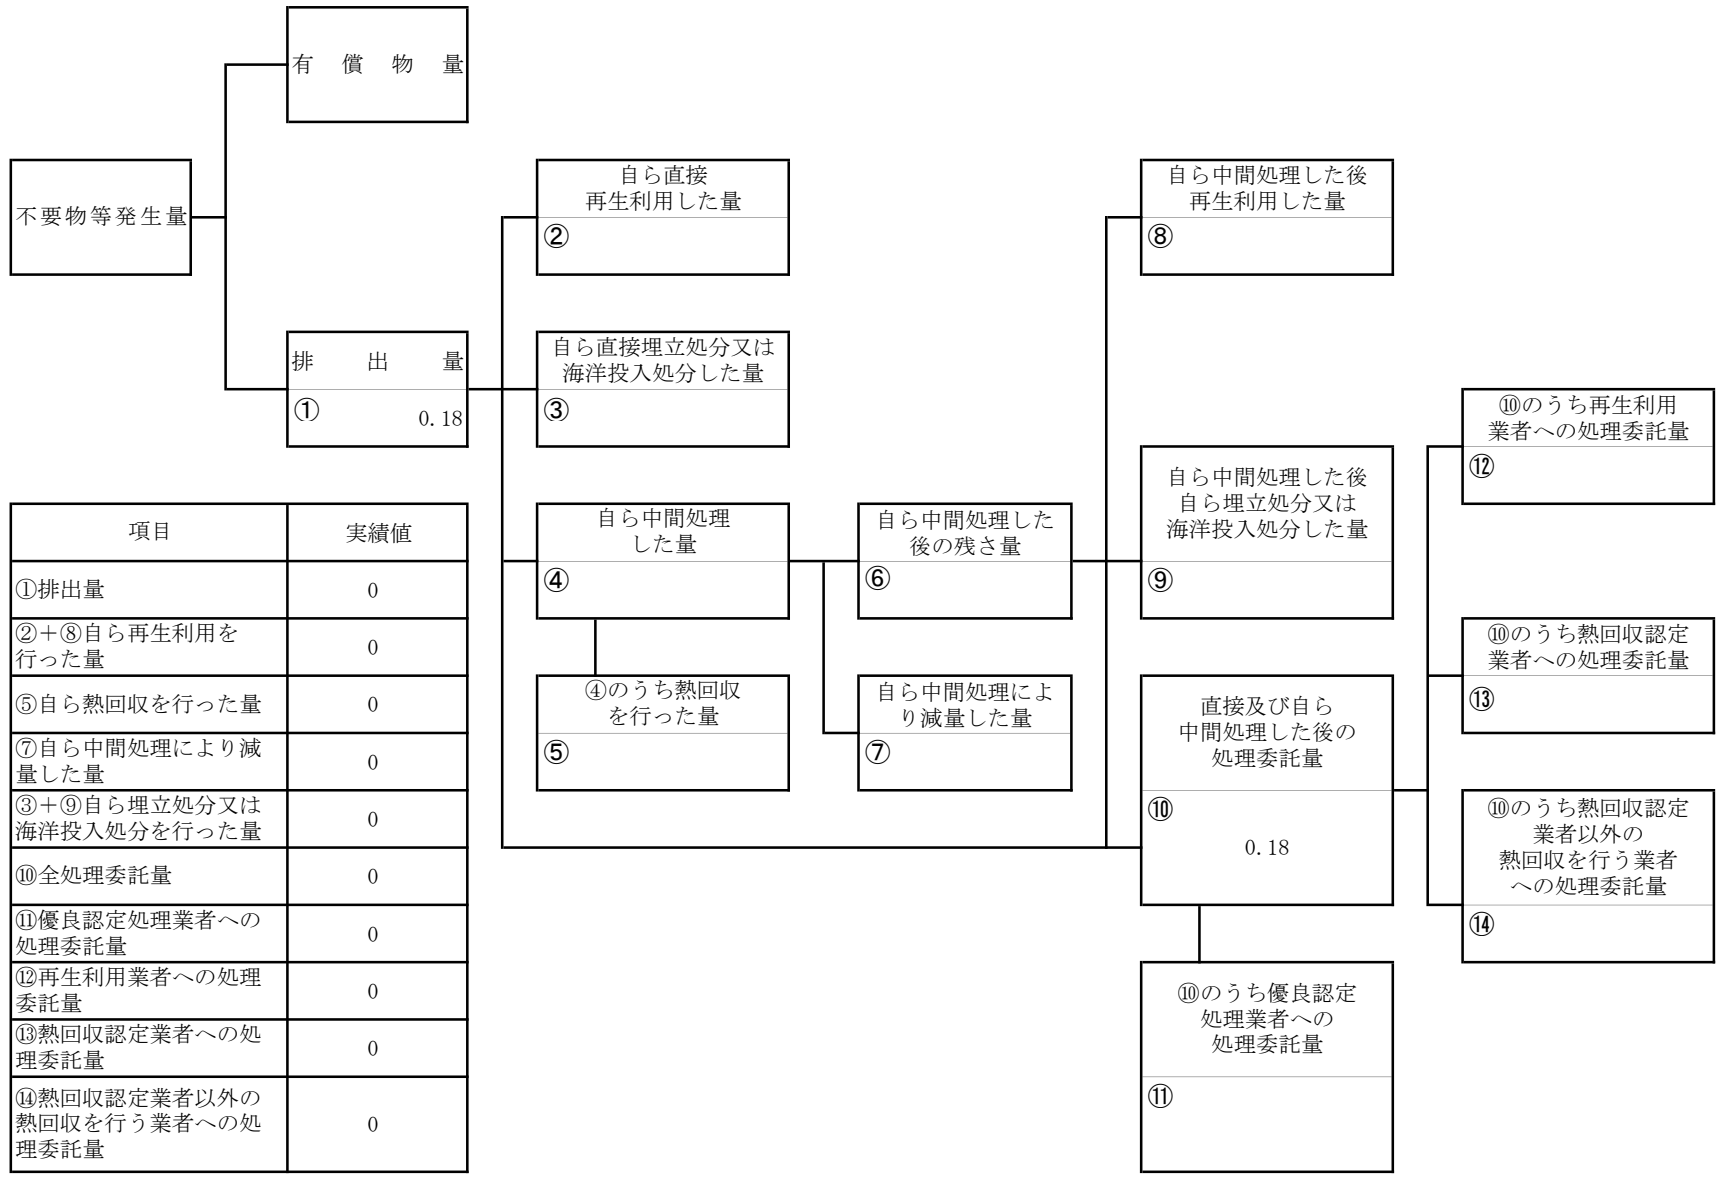 有償物量
不要物等発生量
排出量
①
0.18
自ら直接
再生利用した量
②
自ら直接埋立処分又は
海洋投入処分した量
③
自ら中間処理
した量
④
④のうち熱回収
を行った量
⑤
自ら中間処理した
後の残さ量
⑥
自ら中間処理によ
り減量した量
⑦
自ら中間処理した後
再生利用した量
⑧
自ら中間処理した後
自ら埋立処分又は
海洋投入処分した量
⑨
直接及び自ら
中間処理した後の
処理委託量
⑩
0.18
⑩のうち優良認定
処理業者への
処理委託量
⑪
⑩のうち再生利用
業者への処理委託量
⑫
⑩のうち熱回収認定
業者への処理委託量
⑬
⑩のうち熱回収認定
業者以外の
熱回収を行う業者
への処理委託量
⑭
項目 実績値
①排出量 0
②+⑧自ら再生利用を
行った量 0
⑤自ら熱回収を行った量 0
⑦自ら中間処理により減
量した量 0
③+⑨自ら埋立処分又は
海洋投入処分を行った量 0
⑩全処理委託量 0
⑪優良認定処理業者への
処理委託量 0
⑫再生利用業者への処理
委託量 0
⑬熱回収認定業者への処
理委託量 0
⑭熱回収認定業者以外の
熱回収を行う業者への処 0
理委託量